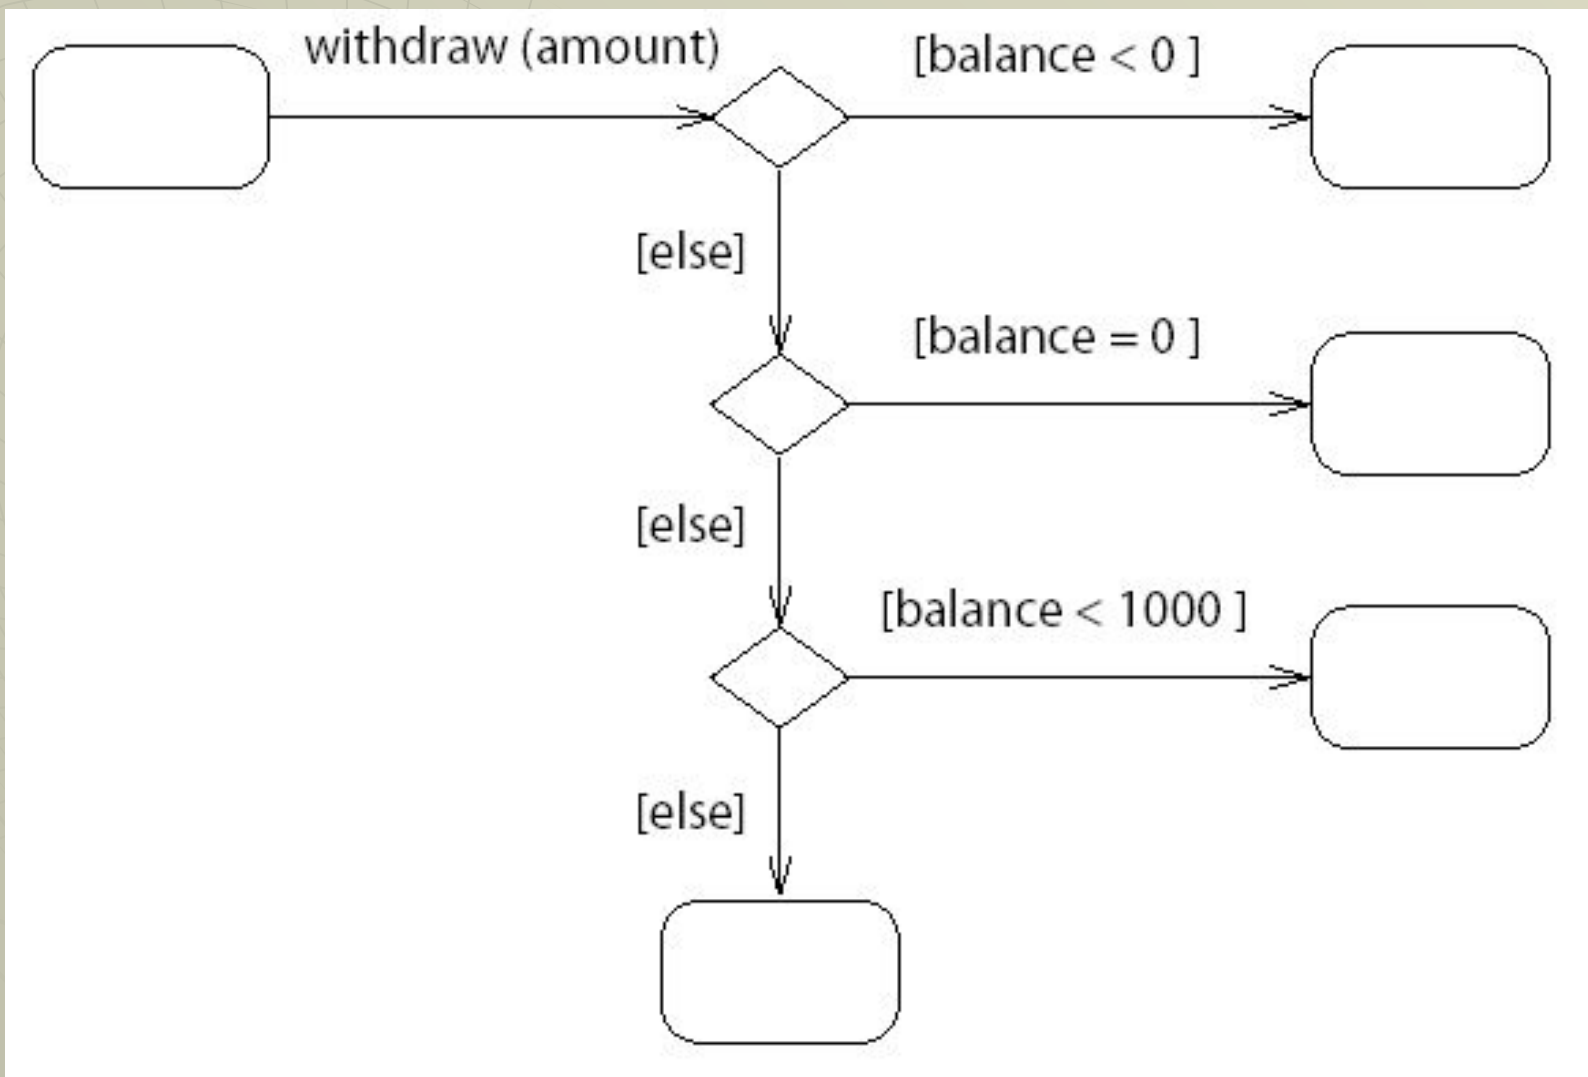 withdraw (amount)
[balance < 0 ]
[else]
[balance = 0 ]
[else]
[balance < 1000 ]
[else]